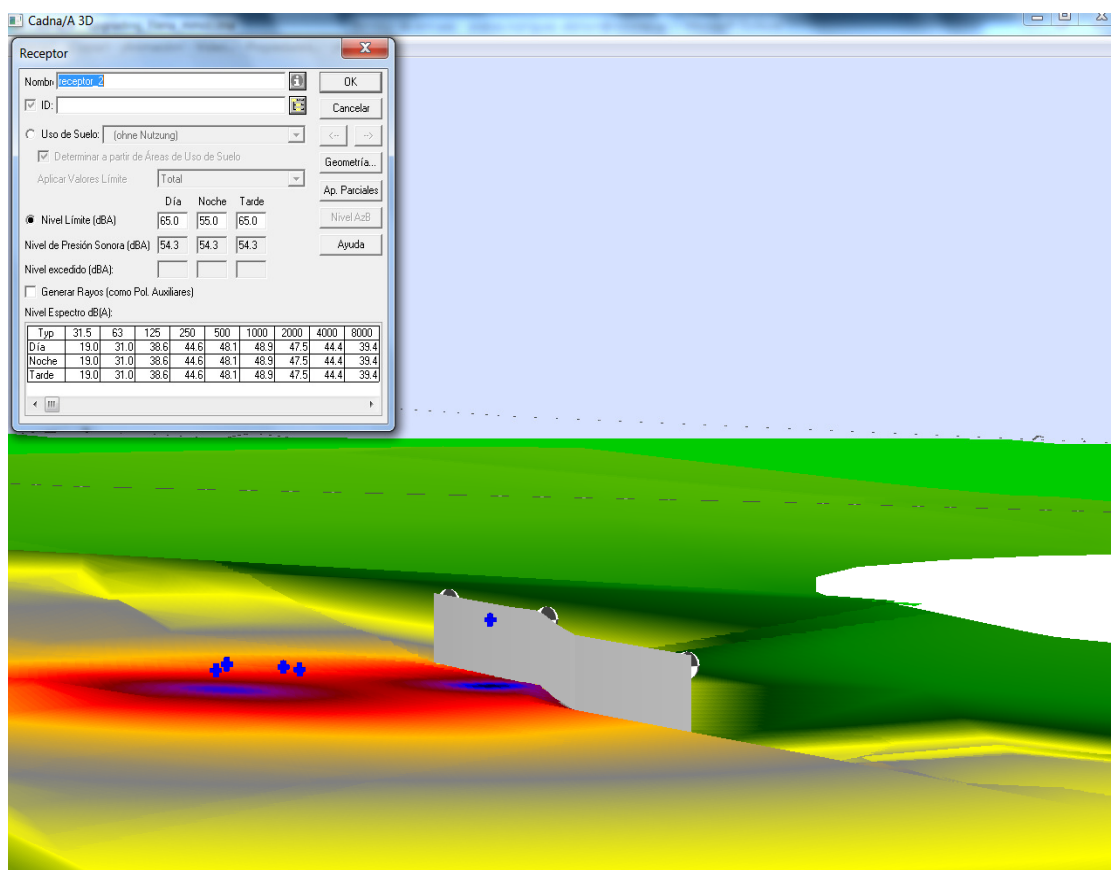 Cadna/A 3D
Receptor
Nombre receptor_2
OK
ID:
Cancelar
Uso de Suelo: (ohne Nutzung)
<-- -->
Determinar a partir de Áreas de Uso de Suelo
Geometría...
Aplicar Valores Límite Total
Ap. Parciales
Día Noche Tarde
Nivel Límite (dBA) 65.0 55.0 65.0
Nivel AzB
Nivel de Presión Sonora (dBA) 54.3 54.3 54.3
Ayuda
Nivel excedido (dBA):
Generar Rayos (como Pol. Auxiliares)
Nivel Espectro dB(A):
Typ 31.5 63 125 250 500 1000 2000 4000 8000
Día 19.0 31.0 38.6 44.6 48.1 48.9 47.5 44.4 39.4
Noche 19.0 31.0 38.6 44.6 48.1 48.9 47.5 44.4 39.4
Tarde 19.0 31.0 38.6 44.6 48.1 48.9 47.5 44.4 39.4